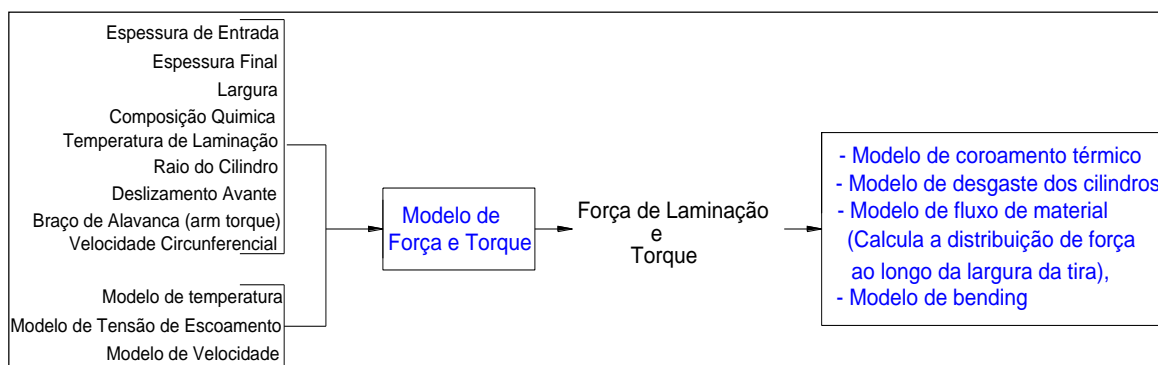 Espessura de Entrada
Espessura Final
Largura
Composição Quimica
Temperatura de Laminação
Raio do Cilindro
Deslizamento Avante
Braço de Alavanca (arm torque)
Velocidade Circunferencial
Modelo de temperatura
Modelo de Tensão de Escoamento
Modelo de Velocidade
Modelo de
Força e Torque
Força de Laminação
e
Torque
- Modelo de coroamento térmico
- Modelo de desgaste dos cilindros
- Modelo de fluxo de material
(Calcula a distribuição de força
ao longo da largura da tira),
- Modelo de bending